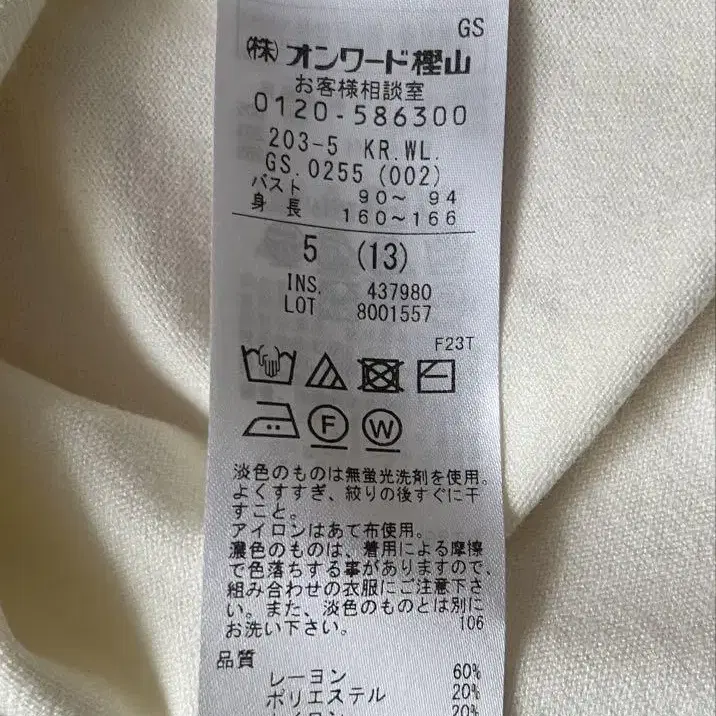 GS
(株)オンワード樫山
お客様相談室
0120-586300
203-5 KR.WL.
GS.0255(002)
バスト 90～ 94
身長 160～166
5 (13)
INS. 437980
LOT 8001557
F23T
F W
淡色のものは無蛍光洗剤を使用。
よくすすぎ、絞りの後すぐに干
すこと。
アイロンはあて布使用。
濃色のものは、着用による摩擦
で色落ちする事がありますので、
組み合わせの衣服にご注意下さ
い。また、淡色のものとは別に
お洗い下さい。 106
品質
レーヨン 60%
ポリエステル 20%
ナイロン 20%